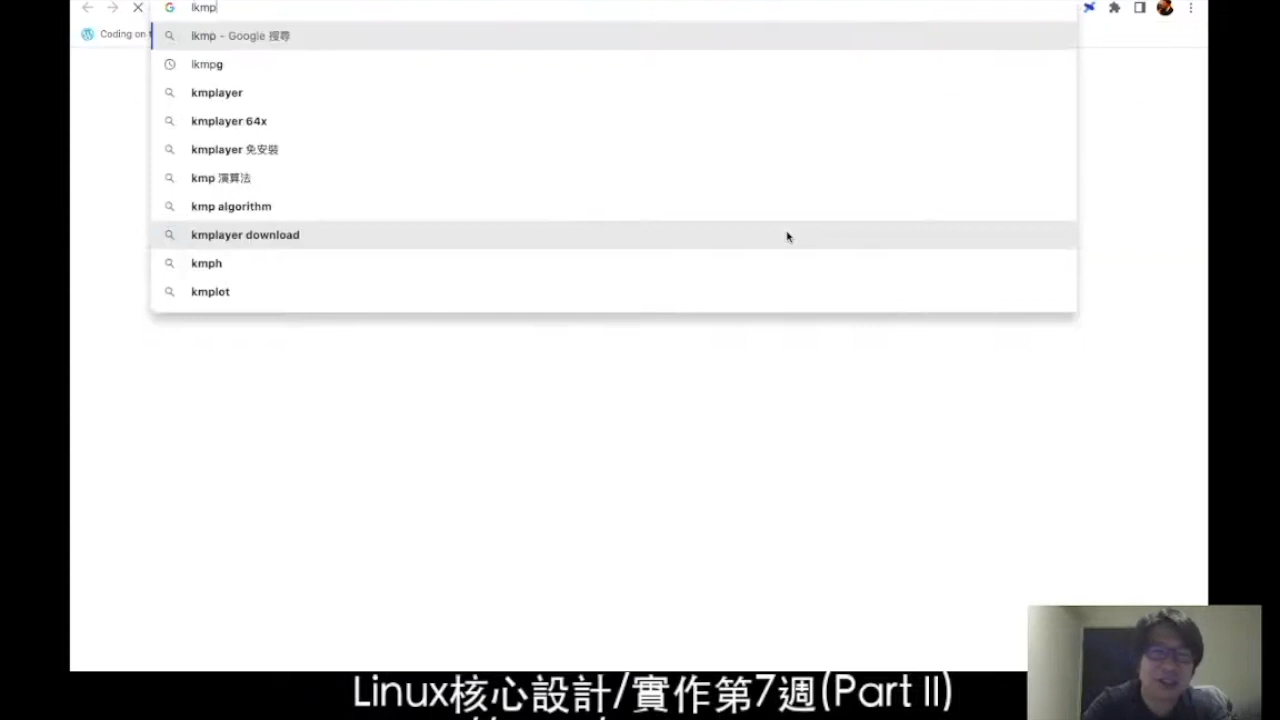 lkmp
Coding on t
lkmp - Google 搜尋
lkmpg
kmplayer
kmplayer 64x
kmplayer 免安裝
kmp 演算法
kmp algorithm
kmplayer download
kmph
kmplot
Linux核心設計/實作第7週(Part II)